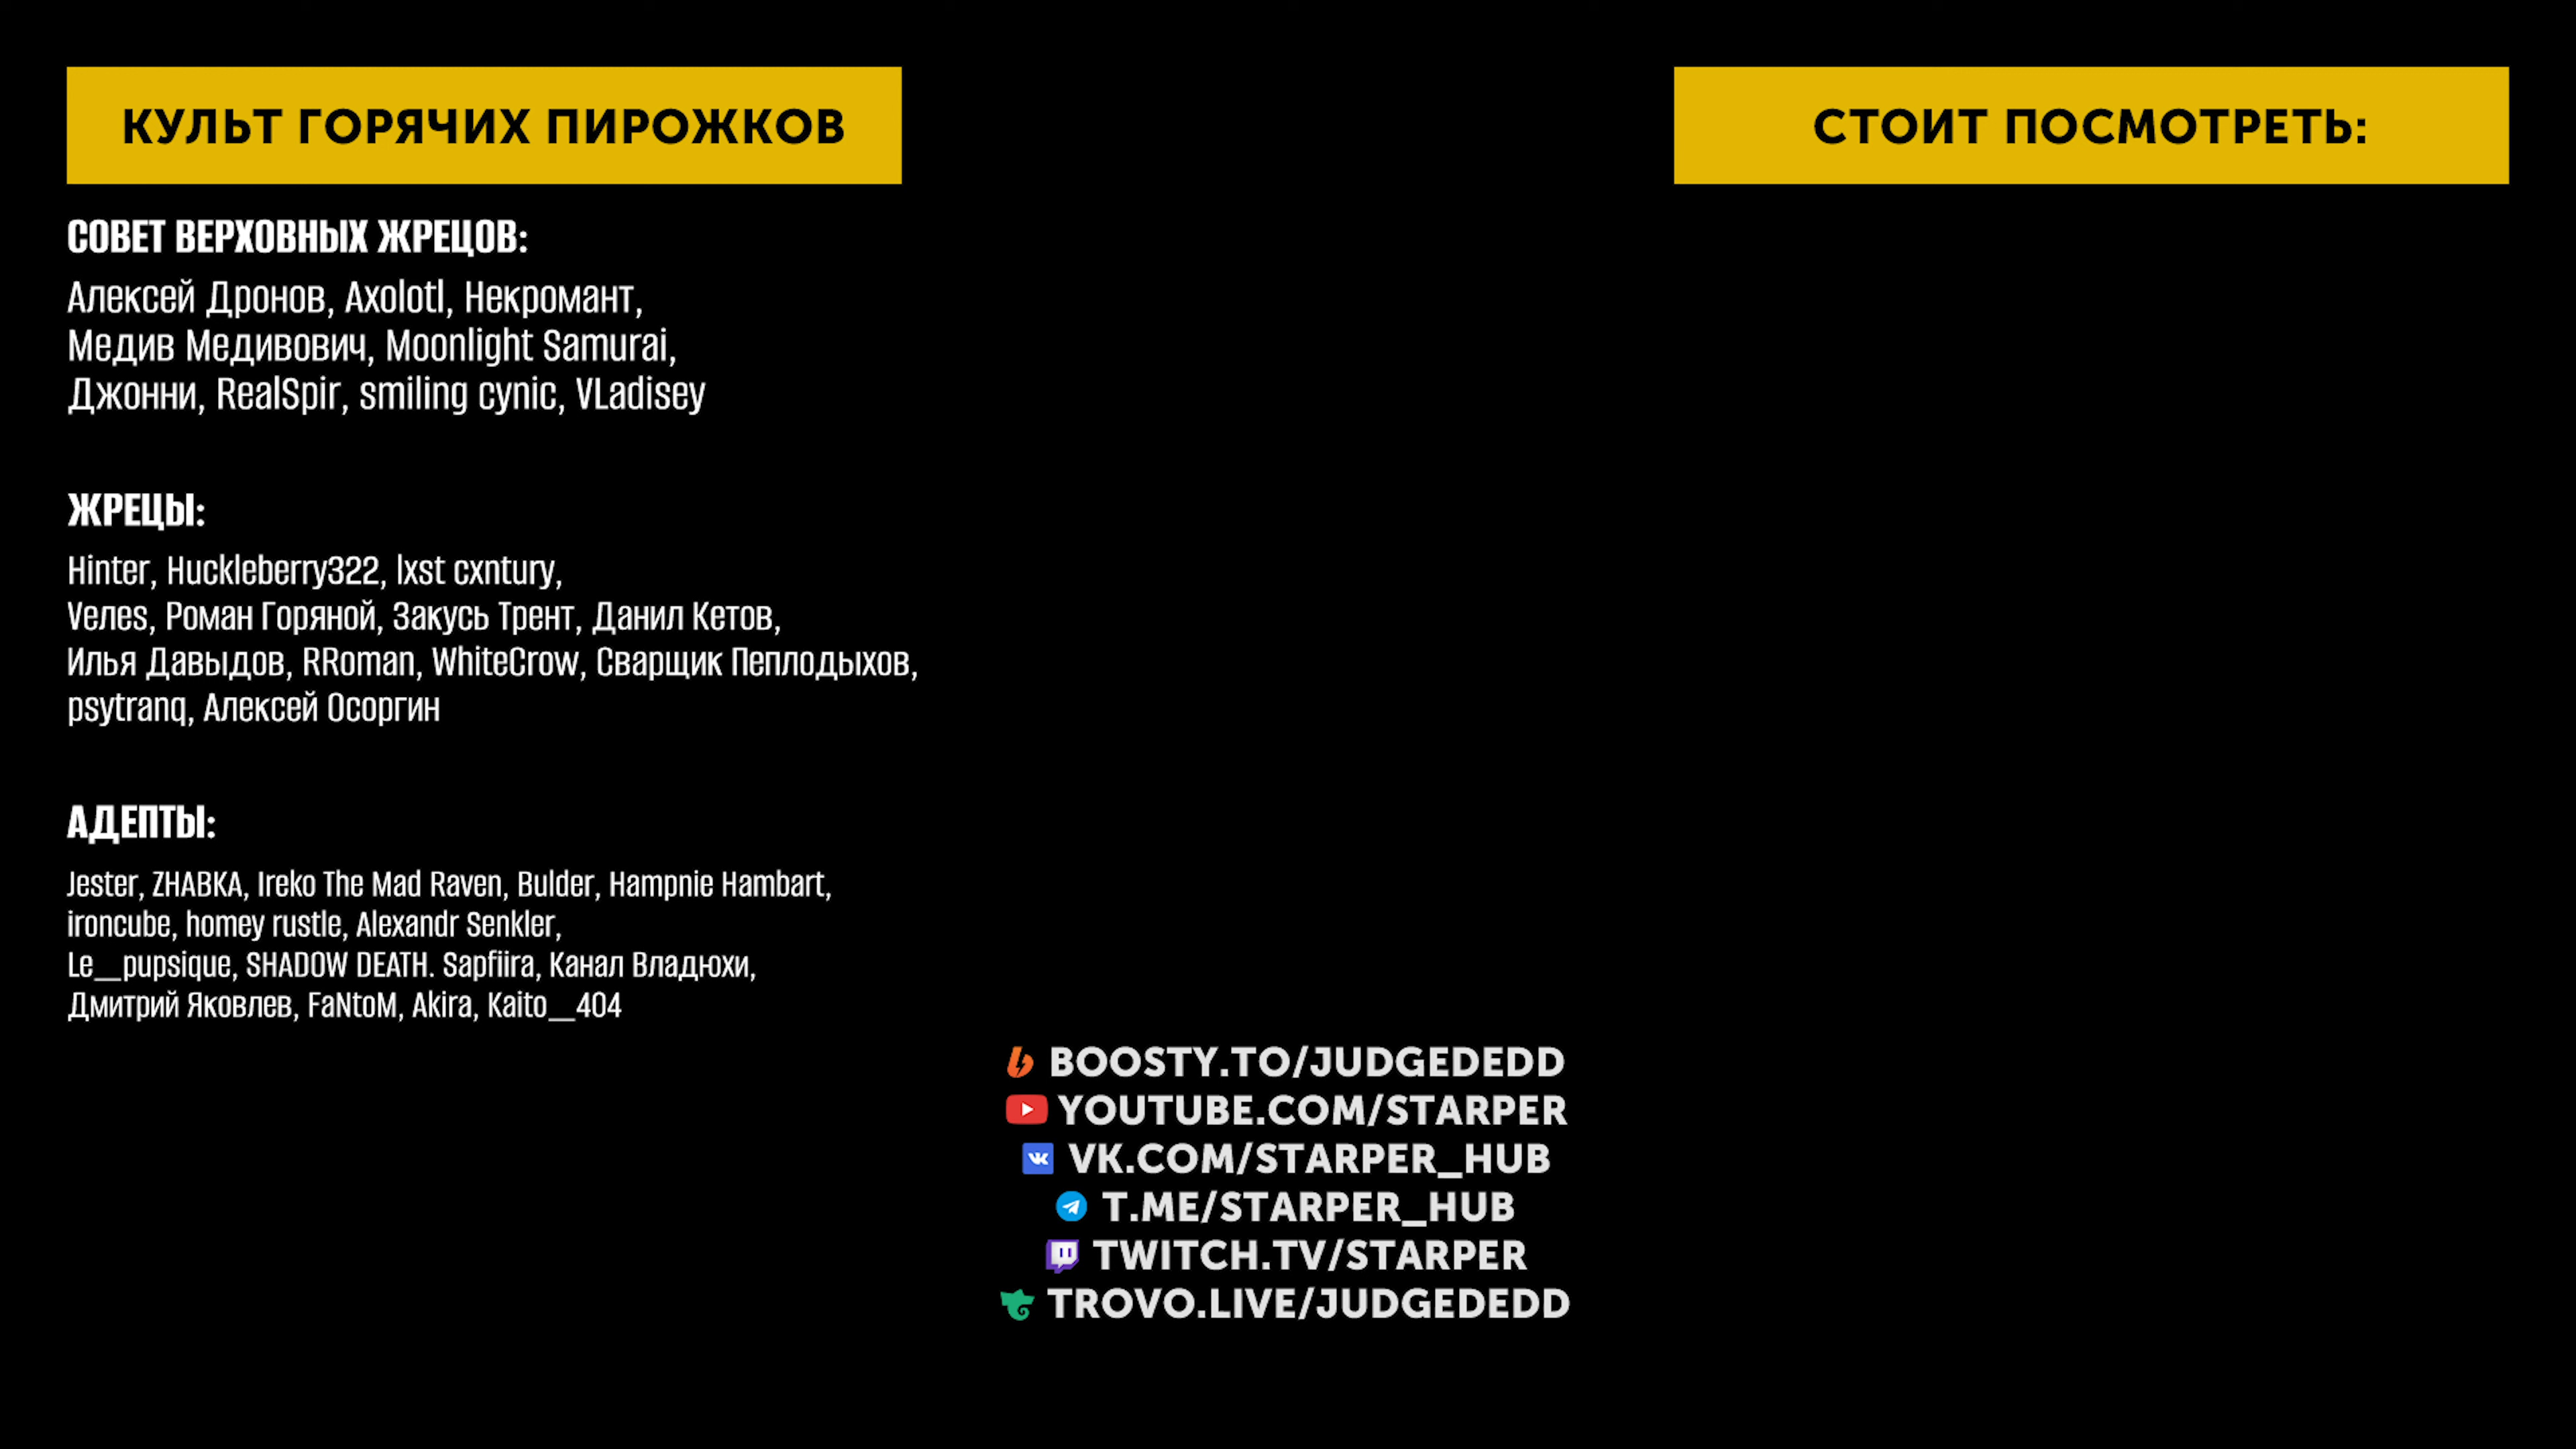 КУЛЬТ ГОРЯЧИХ ПИРОЖКОВ
СОВЕТ ВЕРХОВНЫХ ЖРЕЦОВ:
Алексей Дронов, Axolotl, Некромант,
Медив Медивович, Moonlight Samurai,
Джонни, RealSpir, smiling cynic, VLadisey
ЖРЕЦЫ:
Hinter, Huckleberry322, lxst cxntury,
Veлеs, Роман Горяной, Закусь Трент, Данил Кетов,
Илья Давыдов, RRoman, WhiteCrow, Сварщик Пеплодыхов,
psytranq, Алексей Осоргин
АДЕПТЫ:
Jester, ZHABKA, Ireko The Mad Raven, Bulder, Hampnie Hambart,
ironcube, homey rustle, Alexandr Senkler,
Le__pupsique, SHADOW DEATH. Sapfiira, Канал Владюхи,
Дмитрий Яковлев, FaNtoM, Akira, Kaito__404
СТОИТ ПОСМОТРЕТЬ:
BOOSTY.TO/JUDGEDEDD
YOUTUBE.COM/STARPER
VK.COM/STARPER_HUB
T.ME/STARPER_HUB
TWITCH.TV/STARPER
TROVO.LIVE/JUDGEDEDD